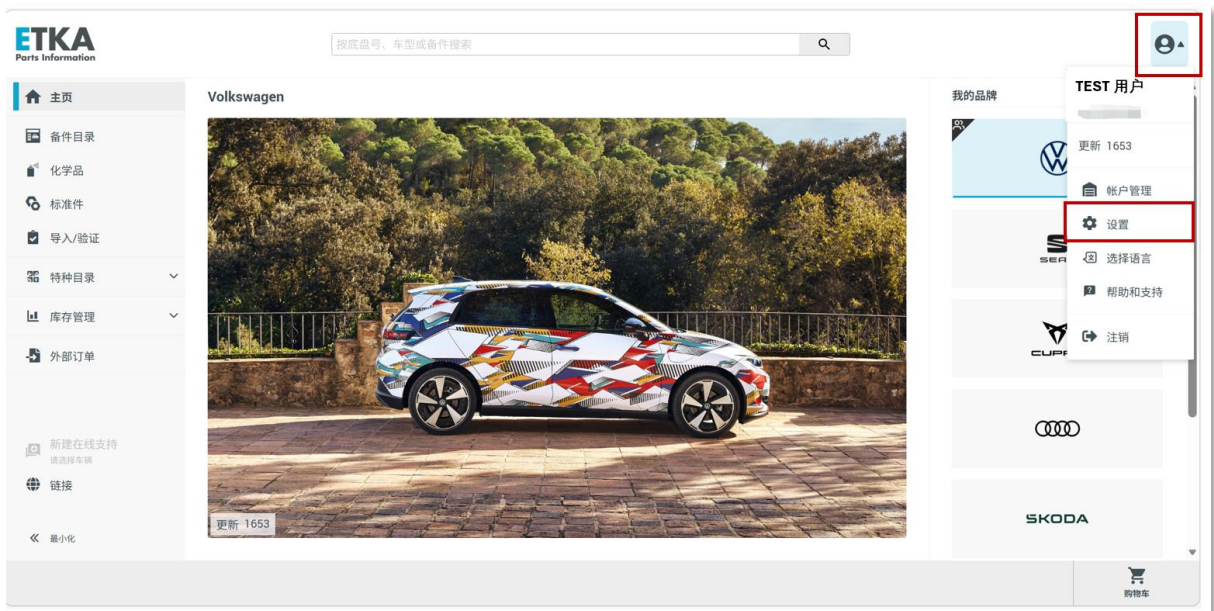 ETKA
Parts Information
按底盘号、车型或备件搜索
TEST 用户
更新 1653
帐户管理
设置
选择语言
帮助和支持
注销
主页
备件目录
化学品
标准件
导入/验证
特种目录
库存管理
外部订单
新建在线支持
请选择车辆
链接
最小化
Volkswagen
更新 1653
我的品牌
SKODA
购物车